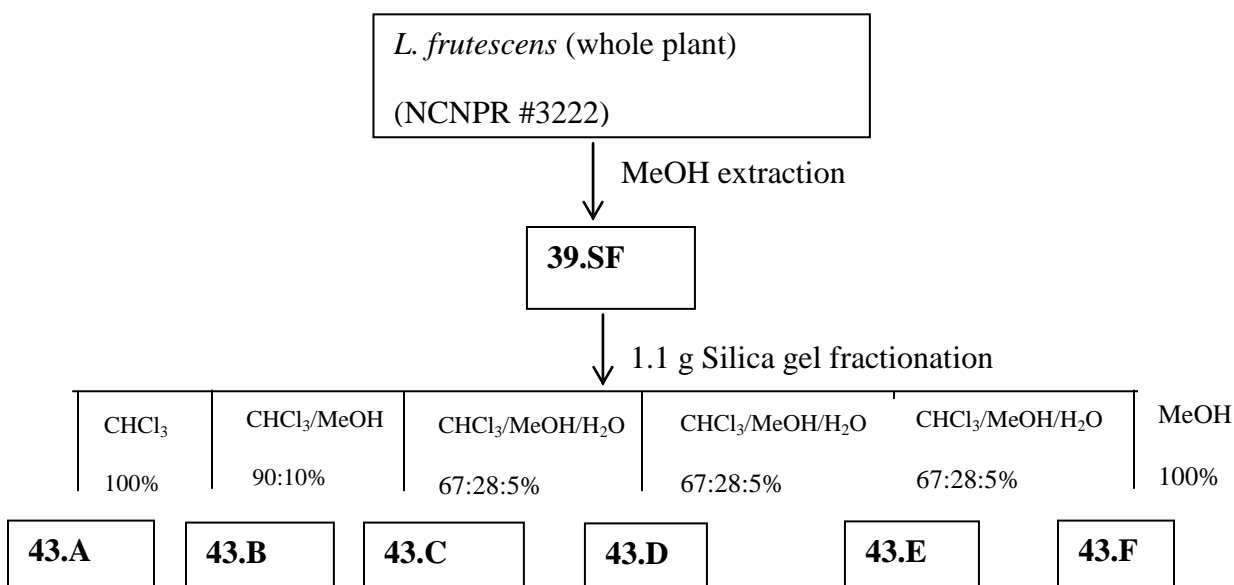 L. frutescens (whole plant)
(NCNPR #3222)
MeOH extraction
39.SF
1.1 g Silica gel fractionation
CHCl₃
100%
CHCl₃/MeOH
90:10%
CHCl₃/MeOH/H₂O
67:28:5%
CHCl₃/MeOH/H₂O
67:28:5%
CHCl₃/MeOH/H₂O
67:28:5%
MeOH
100%
43.A
43.B
43.C
43.D
43.E
43.F